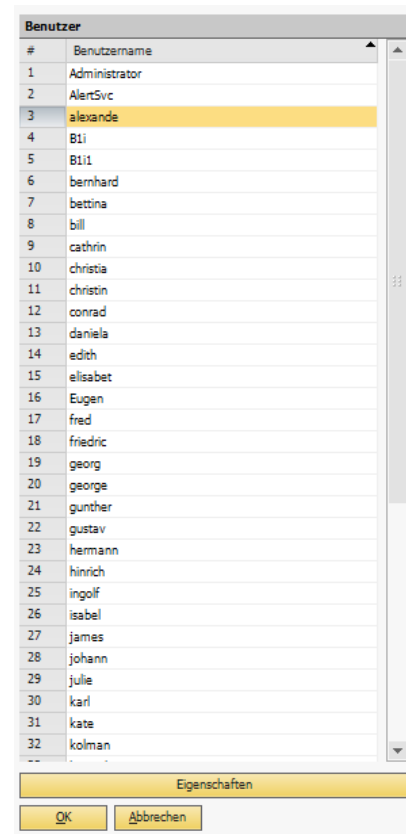 Benutzer
# Benutzername
1 Administrator
2 AlertSvc
3 alexande
4 B1i
5 B1i1
6 bernhard
7 bettina
8 bill
9 cathrin
10 christia
11 christin
12 conrad
13 daniela
14 edith
15 elisabet
16 Eugen
17 fred
18 friedric
19 georg
20 george
21 gunther
22 gustav
23 hermann
24 hinrich
25 ingolf
26 isabel
27 james
28 johann
29 julie
30 karl
31 kate
32 kolman
Eigenschaften
OK Abbrechen